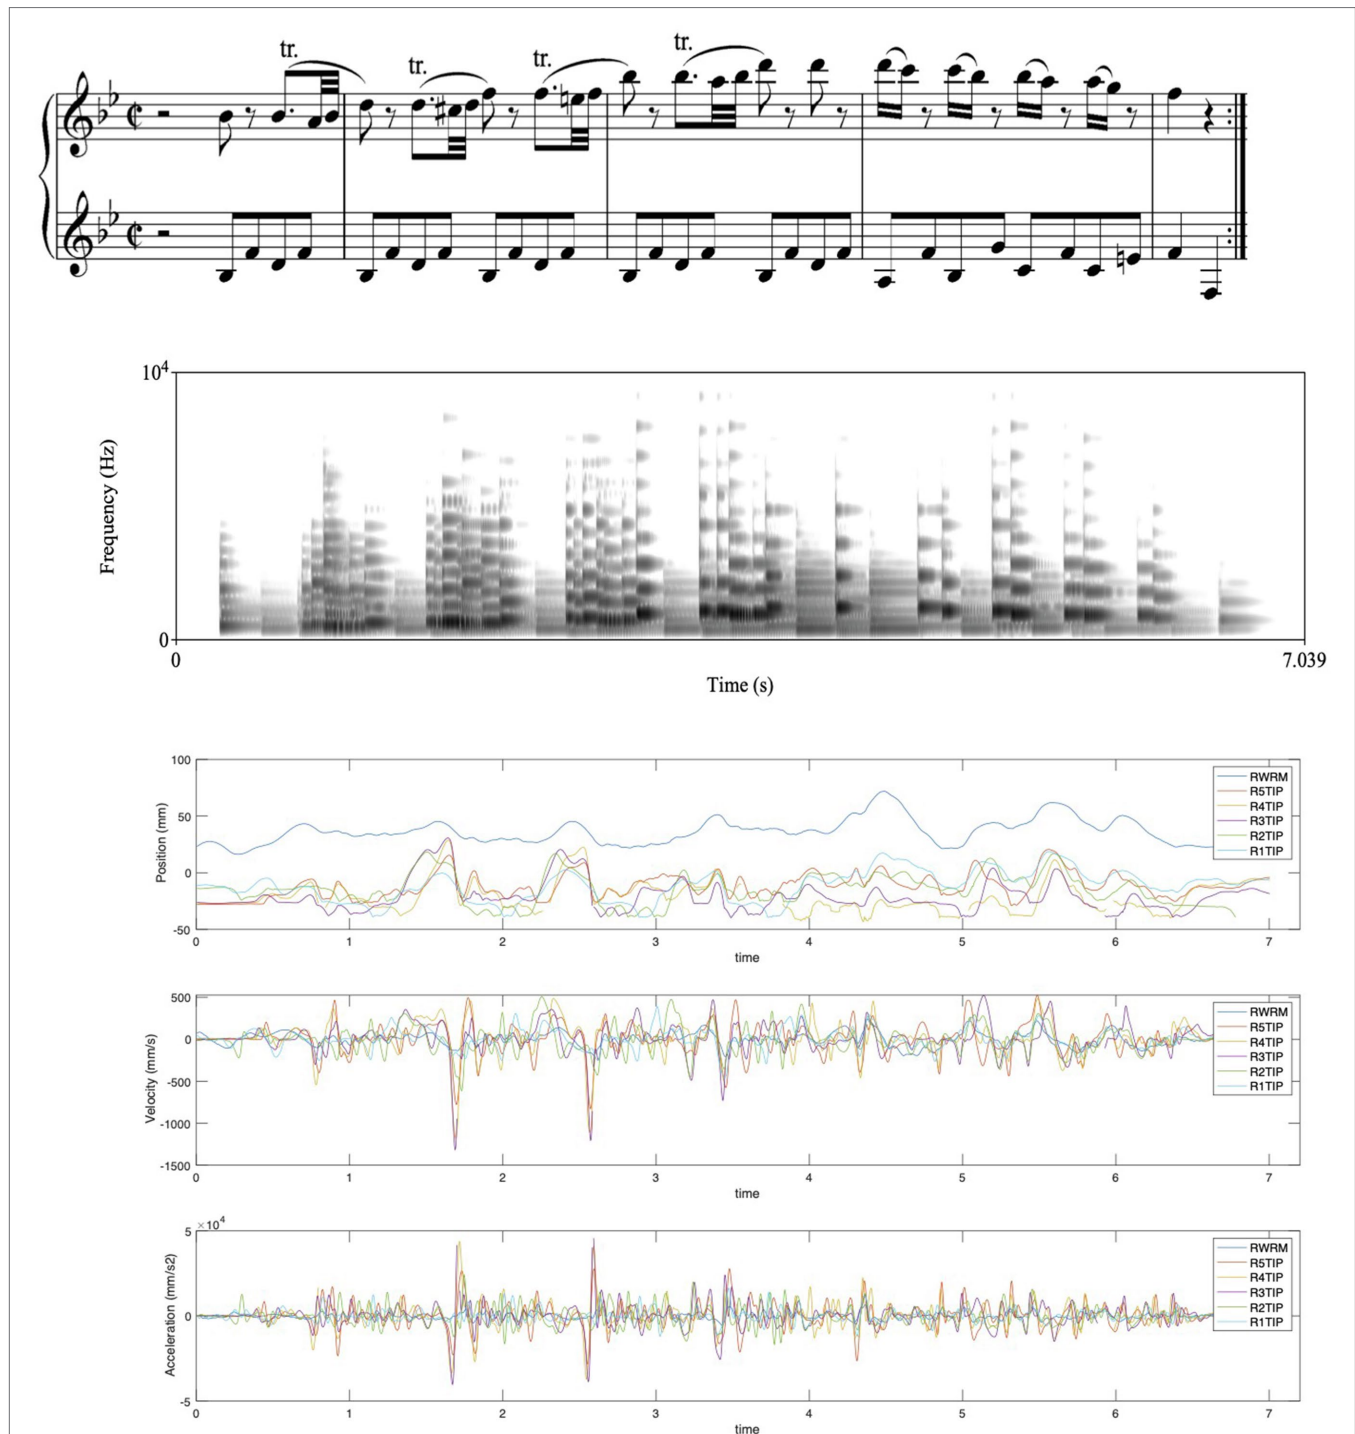 tr.
tr.
tr.
tr.
10⁴
Frequency (Hz)
0
0
7.039
Time (s)
100
50
0
-50
Position (mm)
0 1 2 3 4 5 6 7
time
RWRM
R5TIP
R4TIP
R3TIP
R2TIP
R1TIP
500
0
-500
-1000
-1500
Velocity (mm/s)
0 1 2 3 4 5 6 7
time
RWRM
R5TIP
R4TIP
R3TIP
R2TIP
R1TIP
×10⁴
5
0
-5
Acceleration (mm/s2)
0 1 2 3 4 5 6 7
time
RWRM
R5TIP
R4TIP
R3TIP
R2TIP
R1TIP